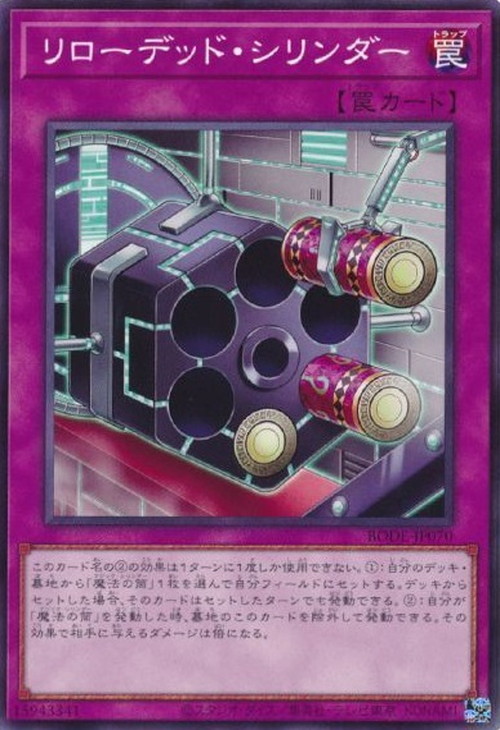 リローデッド・シリンダー
トラップ
罠
【罠カード】
BODE-JP070
このカード名の②の効果は1ターンに1度しか使用できない。①:自分のデッキ・
墓地から「魔法の筒」1枚を選んで自分フィールドにセットする。デッキから
セットした場合、そのカードはセットしたターンでも発動できる。②:自分が
「魔法の筒」を発動した時、墓地のこのカードを除外して発動できる。その
効果で相手に与えるダメージは倍になる。
15943341
©スタジオ・ダイス/集英社・テレビ東京・KONAMI